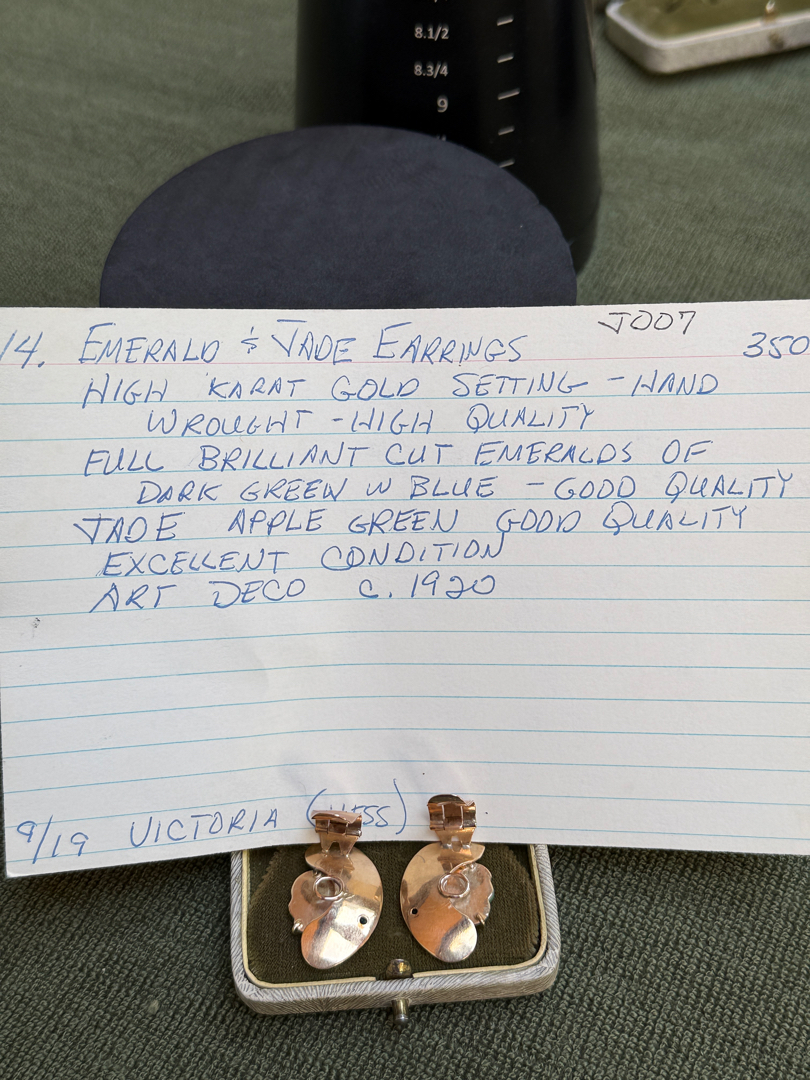 8.1/2
8.3/4
9
J007
14. EMERALD & JADE EARRINGS 350
HIGH KARAT GOLD SETTING - HAND
WROUGHT - HIGH QUALITY
FULL BRILLIANT CUT EMERALDS OF
DARK GREEN W BLUE - GOOD QUALITY
JADE APPLE GREEN GOOD QUALITY
EXCELLENT CONDITION
ART DECO C. 1920
9/19 VICTORIA